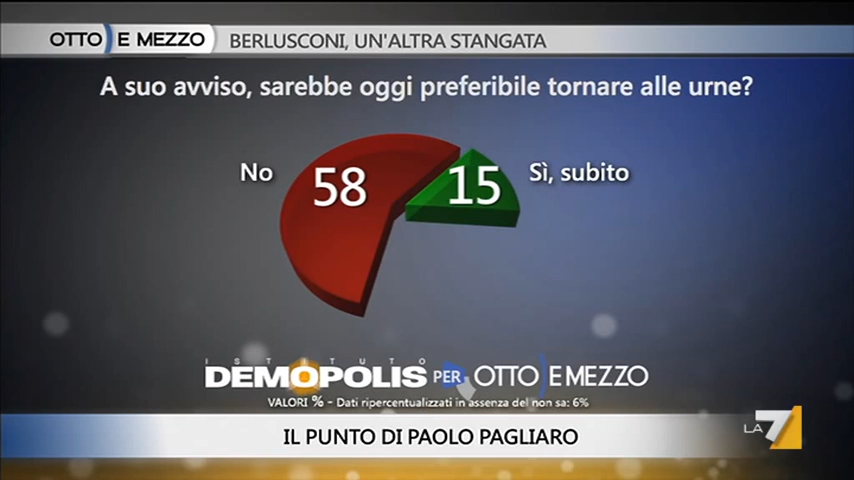 OTTO E MEZZO
BERLUSCONI, UN'ALTRA STANGATA
A suo avviso, sarebbe oggi preferibile tornare alle urne?
No
58
15
Sì, subito
ISTITUTO
DEMOPOLIS PER OTTO E MEZZO
VALORI % - Dati ripercentualizzati in assenza del non sa: 6%
IL PUNTO DI PAOLO PAGLIARO
LA7